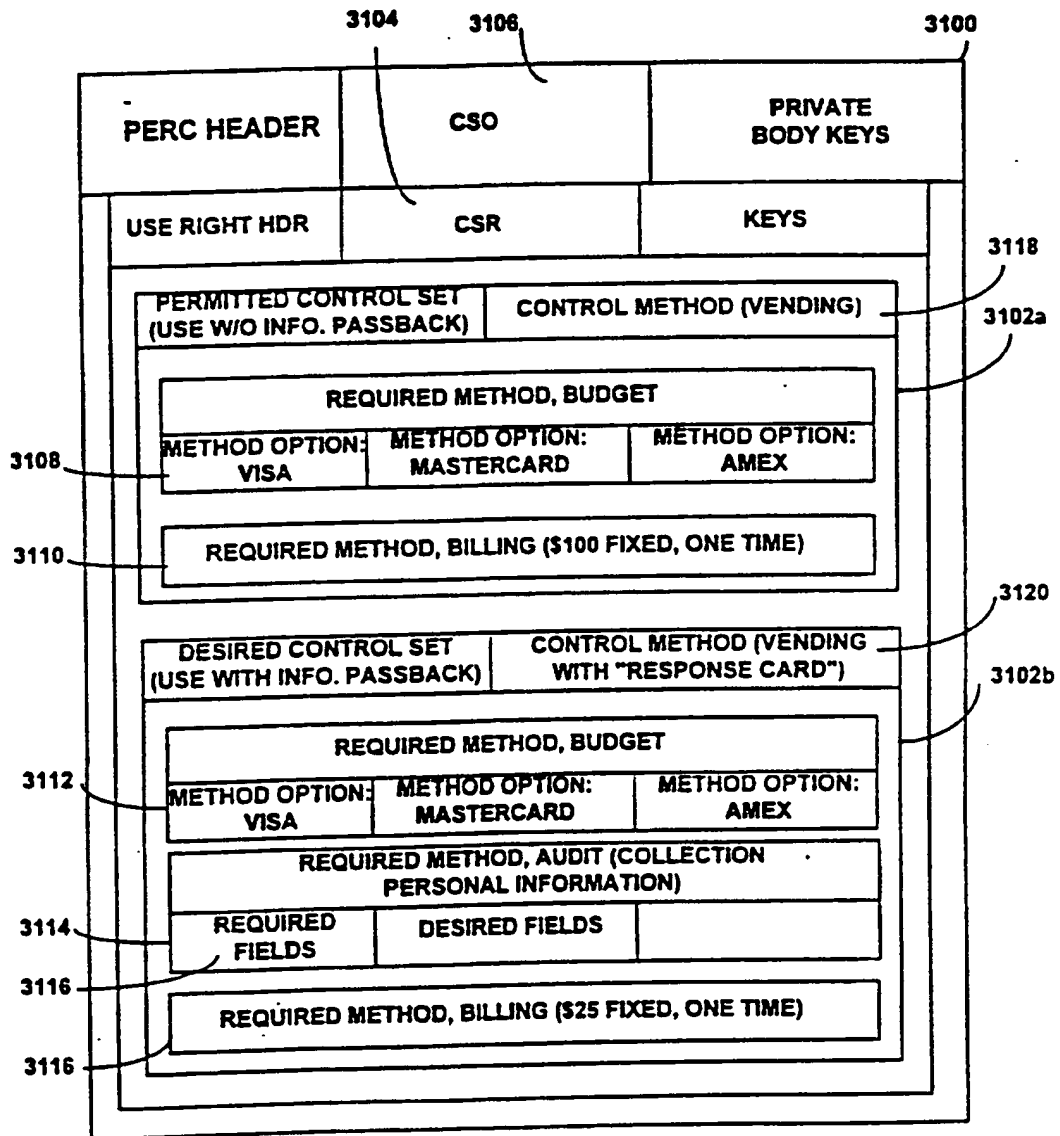 3104
3106
3100
PERC HEADER
CSO
PRIVATE
BODY KEYS
USE RIGHT HDR
CSR
KEYS
3118
PERMITTED CONTROL SET
(USE W/O INFO. PASSBACK)
CONTROL METHOD (VENDING)
3102a
REQUIRED METHOD, BUDGET
METHOD OPTION:
VISA
METHOD OPTION:
MASTERCARD
METHOD OPTION:
AMEX
3108
REQUIRED METHOD, BILLING ($100 FIXED, ONE TIME)
3110
3120
DESIRED CONTROL SET
(USE WITH INFO. PASSBACK)
CONTROL METHOD (VENDING
WITH "RESPONSE CARD")
3102b
REQUIRED METHOD, BUDGET
3112
METHOD OPTION:
VISA
METHOD OPTION:
MASTERCARD
METHOD OPTION:
AMEX
REQUIRED METHOD, AUDIT (COLLECTION
PERSONAL INFORMATION)
3114
REQUIRED
FIELDS
DESIRED FIELDS
3116
REQUIRED METHOD, BILLING ($25 FIXED, ONE TIME)
3116